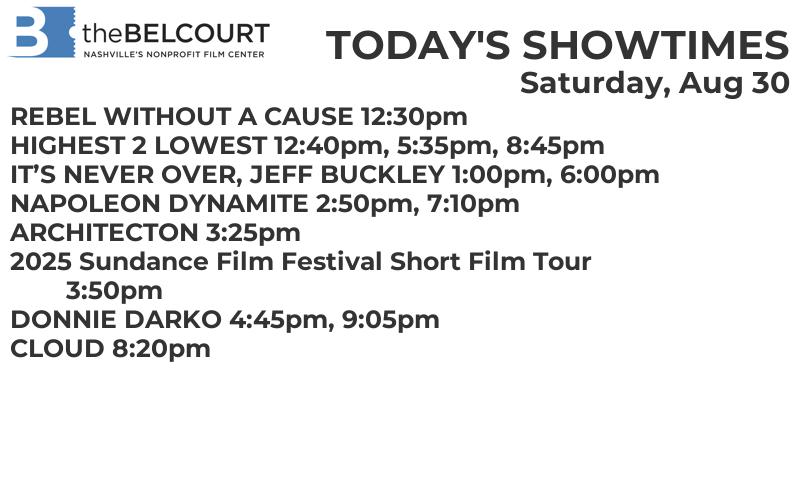 B theBELCOURT
NASHVILLE'S NONPROFIT FILM CENTER
TODAY'S SHOWTIMES
Saturday, Aug 30
REBEL WITHOUT A CAUSE 12:30pm
HIGHEST 2 LOWEST 12:40pm, 5:35pm, 8:45pm
IT’S NEVER OVER, JEFF BUCKLEY 1:00pm, 6:00pm
NAPOLEON DYNAMITE 2:50pm, 7:10pm
ARCHITECTON 3:25pm
2025 Sundance Film Festival Short Film Tour
3:50pm
DONNIE DARKO 4:45pm, 9:05pm
CLOUD 8:20pm